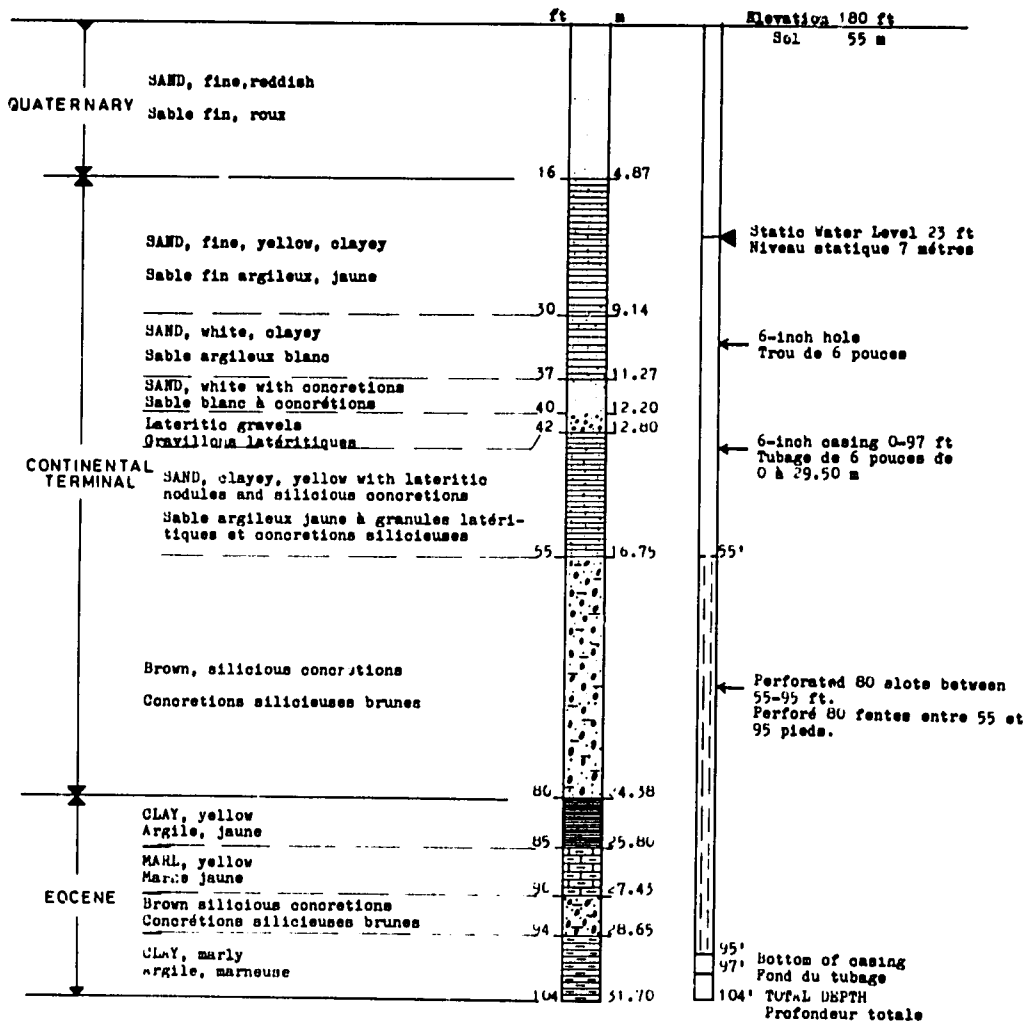 ft m Elevation 180 ft
Sol 55 m
SAND, fine, reddish
QUATERNARY
Sable fin, roux
16 4.87
SAND, fine, yellow, clayey
Sable fin argileux, jaune
Static Water Level 23 ft
Niveau statique 7 métres
30 9.14
SAND, white, clayey
Sable argileux blanc
6-inch hole
Trou de 6 pouces
37 11.27
SAND, white with concretions
Sable blanc à concrétions
40 12.20
Lateritic gravels
42 12.80
Gravillons latéritiques
6-inch casing 0-97 ft
Tubage de 6 pouces de
0 à 29.50 m
CONTINENTAL
TERMINAL
SAND, clayey, yellow with lateritic
nodules and silicious concretions
Sable argileux jaune à granules latéri-
tiques et concretions silicieuses
55 16.75 55'
Brown, silicious concretions
Concretions silicieuses brunes
Perforated 80 slots between
55-95 ft.
Perforé 80 fentes entre 55 et
95 pieds.
80 24.38
CLAY, yellow
Argile, jaune
85 25.80
MARL, yellow
jaune
90 27.43
EOCENE
Brown silicious concretions
Concrétions silicieuses brunes
94 28.65
CLAY, marly
Argile, marneuse
95'
97' Bottom of casing
Fond du tubage
104 31.70 104' TOTAL DEPTH
Profondeur totale